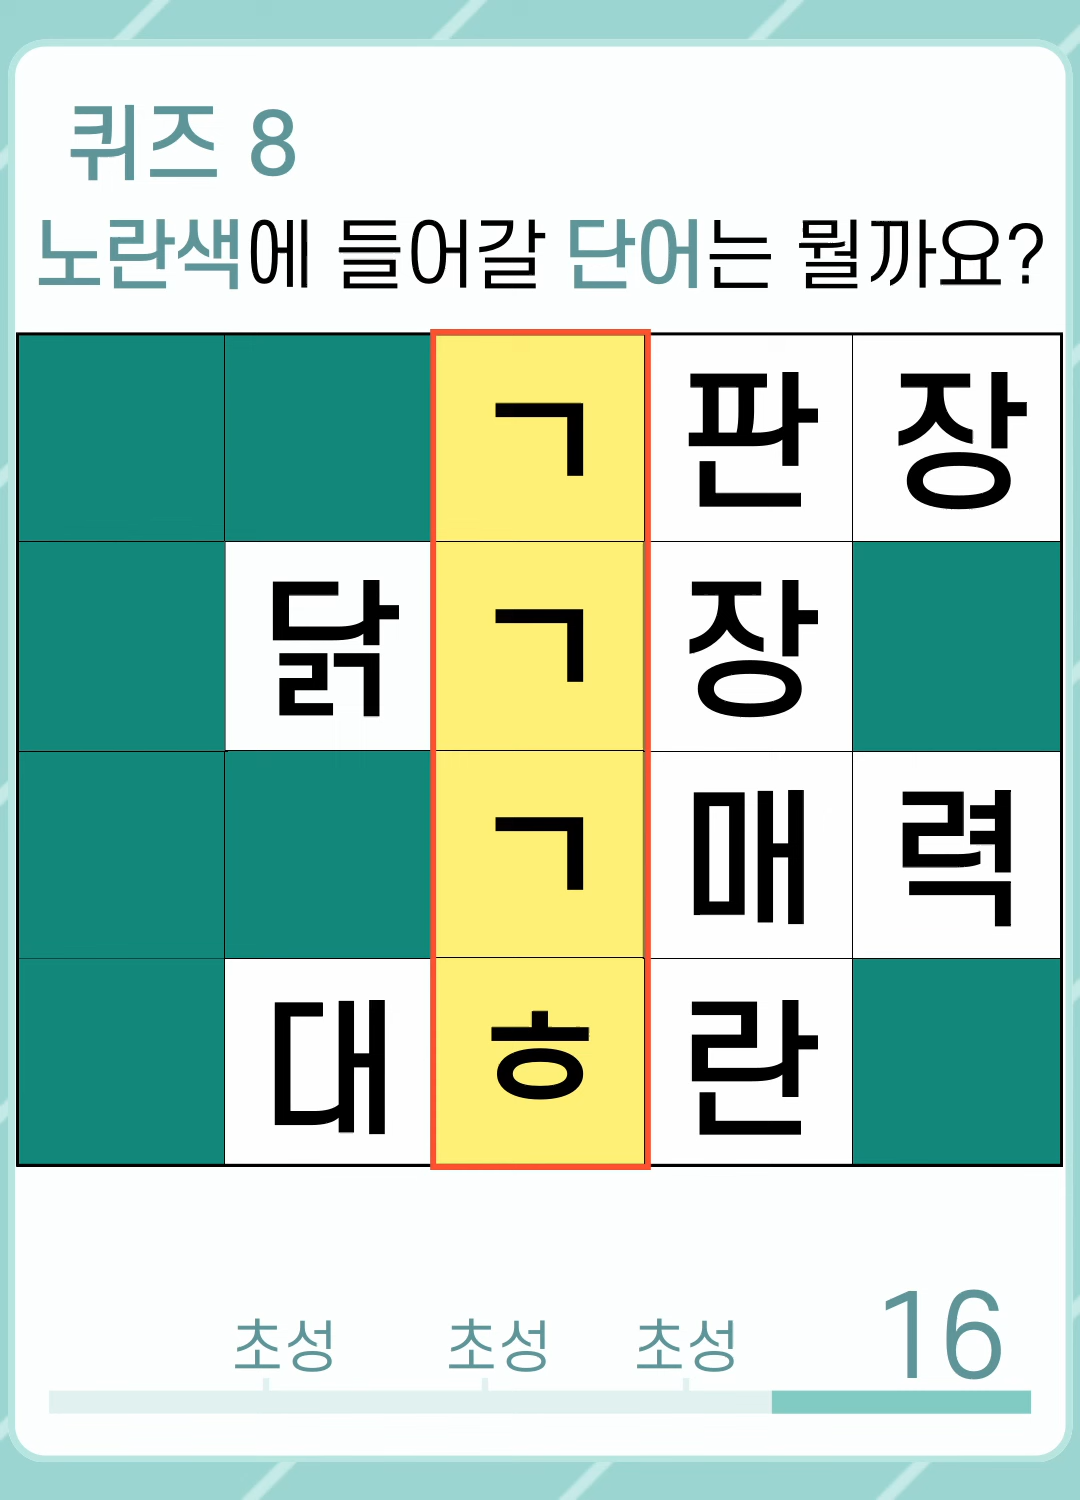 퀴즈 8
노란색에 들어갈 단어는 뭘까요?
ㄱ 판 장
닭 ㄱ 장
ㄱ 매 력
대 ㅎ 란
초성 초성 초성 16